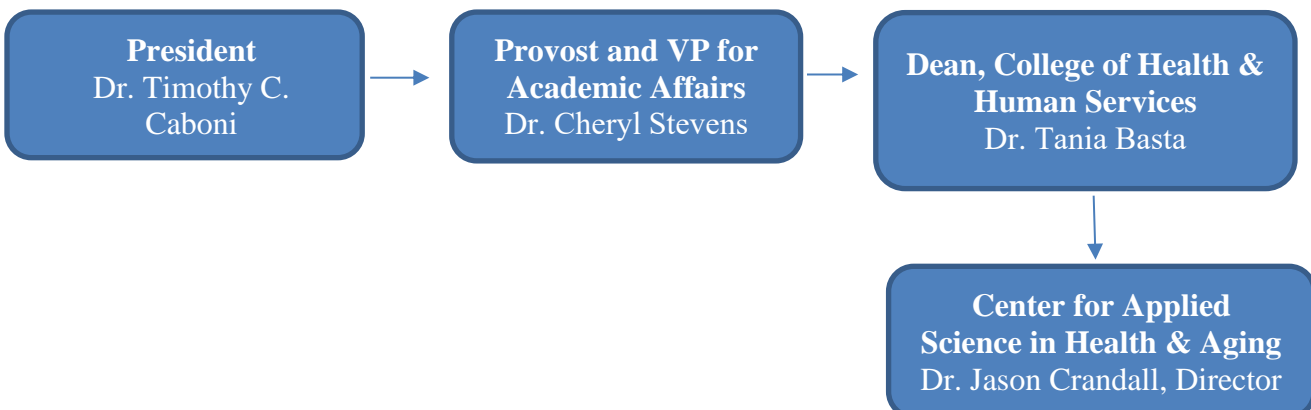 President
Dr. Timothy C.
Caboni
Provost and VP for
Academic Affairs
Dr. Cheryl Stevens
Dean, College of Health &
Human Services
Dr. Tania Basta
Center for Applied
Science in Health & Aging
Dr. Jason Crandall, Director